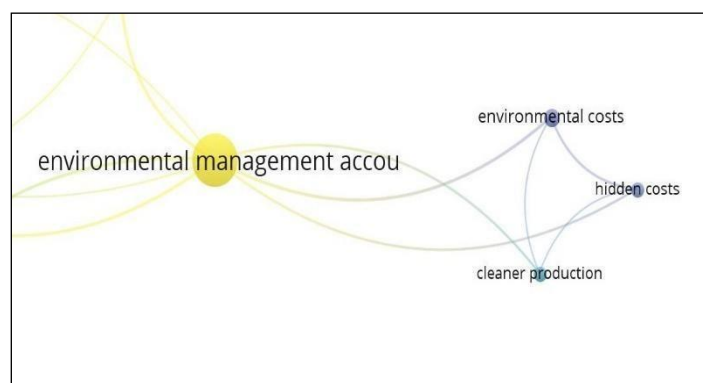 environmental costs
environmental management accou
hidden costs
cleaner production